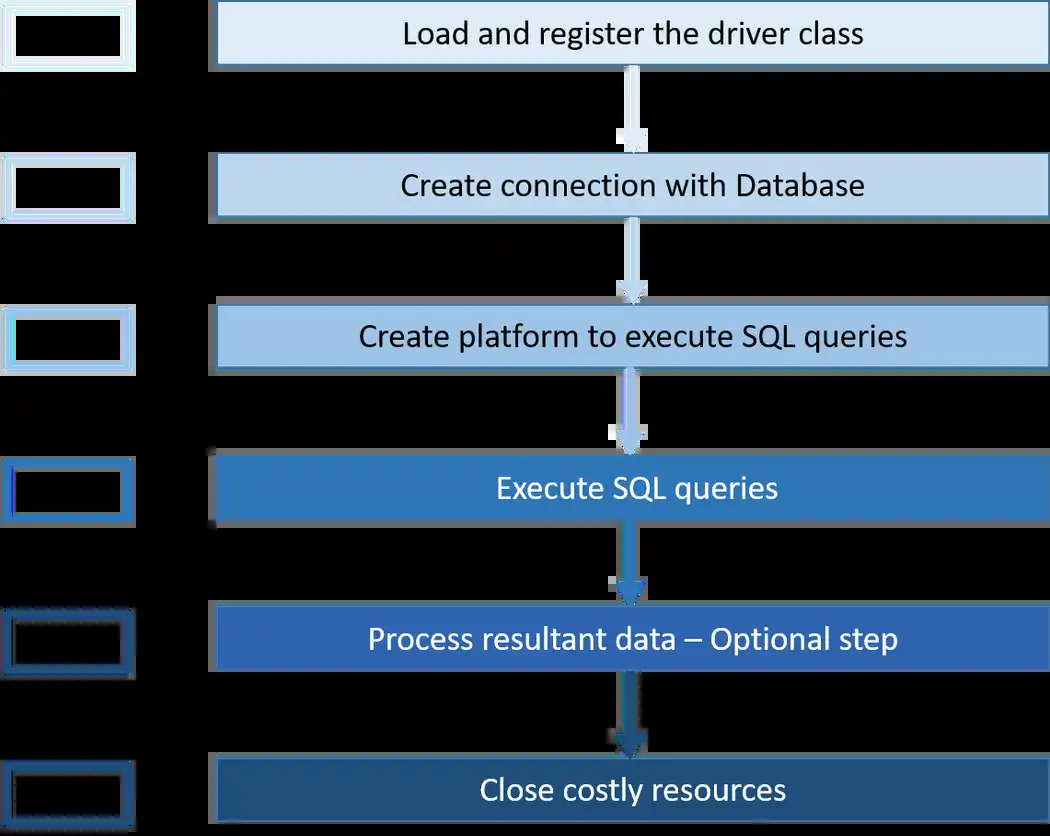 Load and register the driver class
Create connection with Database
Create platform to execute SQL queries
Execute SQL queries
Process resultant data – Optional step
Close costly resources